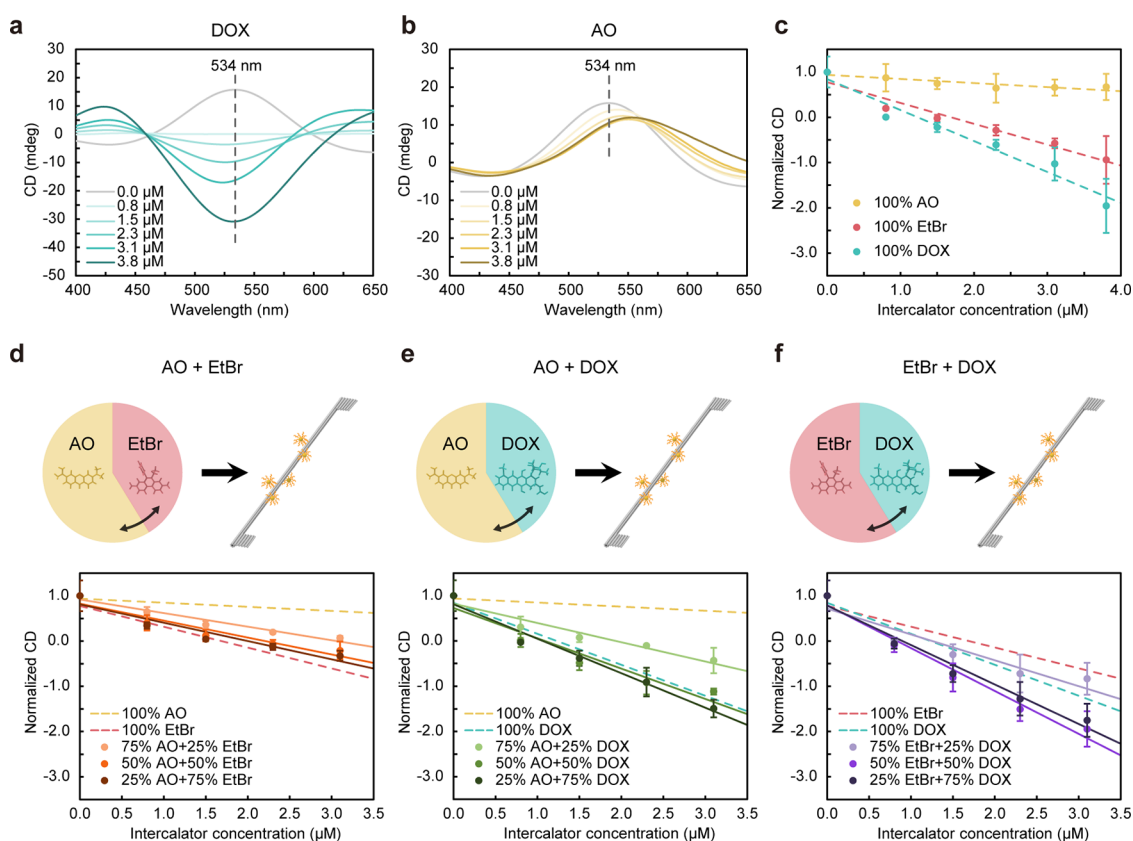 a
DOX
30
20
10
0
-10
-20
-30
-40
-50
CD (mdeg)
534 nm
0.0 µM
0.8 µM
1.5 µM
2.3 µM
3.1 µM
3.8 µM
400 450 500 550 600 650
Wavelength (nm)
b
AO
30
20
10
0
-10
-20
-30
CD (mdeg)
534 nm
0.0 µM
0.8 µM
1.5 µM
2.3 µM
3.1 µM
3.8 µM
400 450 500 550 600 650
Wavelength (nm)
c
1.0
0.0
-1.0
-2.0
-3.0
Normalized CD
100% AO
100% EtBr
100% DOX
0.0 1.0 2.0 3.0 4.0
Intercalator concentration (µM)
d
AO + EtBr
AO
EtBr
1.0
0.0
-1.0
-2.0
-3.0
Normalized CD
100% AO
100% EtBr
75% AO+25% EtBr
50% AO+50% EtBr
25% AO+75% EtBr
0.0 0.5 1.0 1.5 2.0 2.5 3.0 3.5
Intercalator concentration (µM)
e
AO + DOX
AO
DOX
1.0
0.0
-1.0
-2.0
-3.0
Normalized CD
100% AO
100% DOX
75% AO+25% DOX
50% AO+50% DOX
25% AO+75% DOX
0.0 0.5 1.0 1.5 2.0 2.5 3.0 3.5
Intercalator concentration (µM)
f
EtBr + DOX
EtBr
DOX
1.0
0.0
-1.0
-2.0
-3.0
Normalized CD
100% EtBr
100% DOX
75% EtBr+25% DOX
50% EtBr+50% DOX
25% EtBr+75% DOX
0.0 0.5 1.0 1.5 2.0 2.5 3.0 3.5
Intercalator concentration (µM)